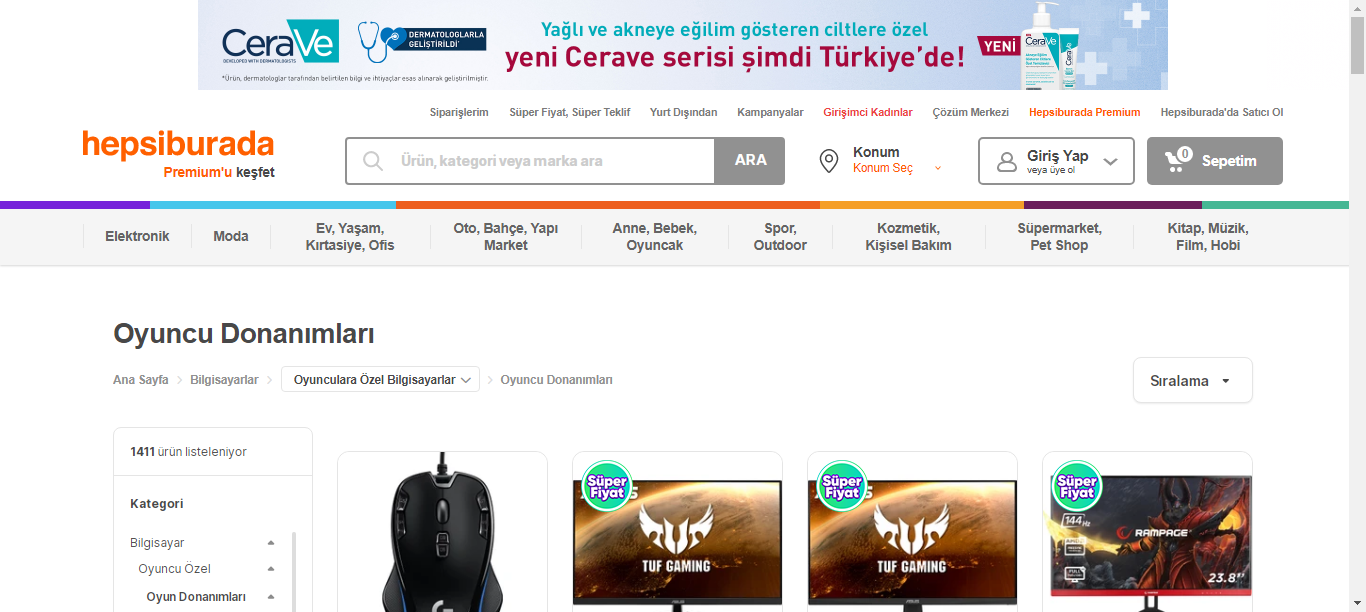 CeraVe
DEVELOPED WITH DERMATOLOGISTS
DERMATOLOGLARLA
GELİŞTİRİLDİ*
*Ürün, dermatologlar tarafından belirtilen bilgi ve ihtiyaçlar esas alınarak geliştirilmiştir.
Yağlı ve akneye eğilim gösteren ciltlere özel
yeni Cerave serisi şimdi Türkiye'de!
YENİ
CeraVe
Siparişlerim
Süper Fiyat, Süper Teklif
Yurt Dışından
Kampanyalar
Girişimci Kadınlar
Çözüm Merkezi
Hepsiburada Premium
Hepsiburada'da Satıcı Ol
hepsiburada
Premium'u keşfet
Ürün, kategori veya marka ara
ARA
Konum
Konum Seç
Giriş Yap
veya üye ol
0
Sepetim
Elektronik
Moda
Ev, Yaşam,
Kırtasiye, Ofis
Oto, Bahçe, Yapı
Market
Anne, Bebek,
Oyuncak
Spor,
Outdoor
Kozmetik,
Kişisel Bakım
Süpermarket,
Pet Shop
Kitap, Müzik,
Film, Hobi
Oyuncu Donanımları
Ana Sayfa
Bilgisayarlar
Oyunculara Özel Bilgisayarlar
Oyuncu Donanımları
Sıralama
1411 ürün listeleniyor
Kategori
Bilgisayar
Oyuncu Özel
Oyun Donanımları
G
Süper
Fiyat
TUF GAMING
Süper
Fiyat
TUF GAMING
Süper
Fiyat
144 Hz
RAMPAGE
23.8''